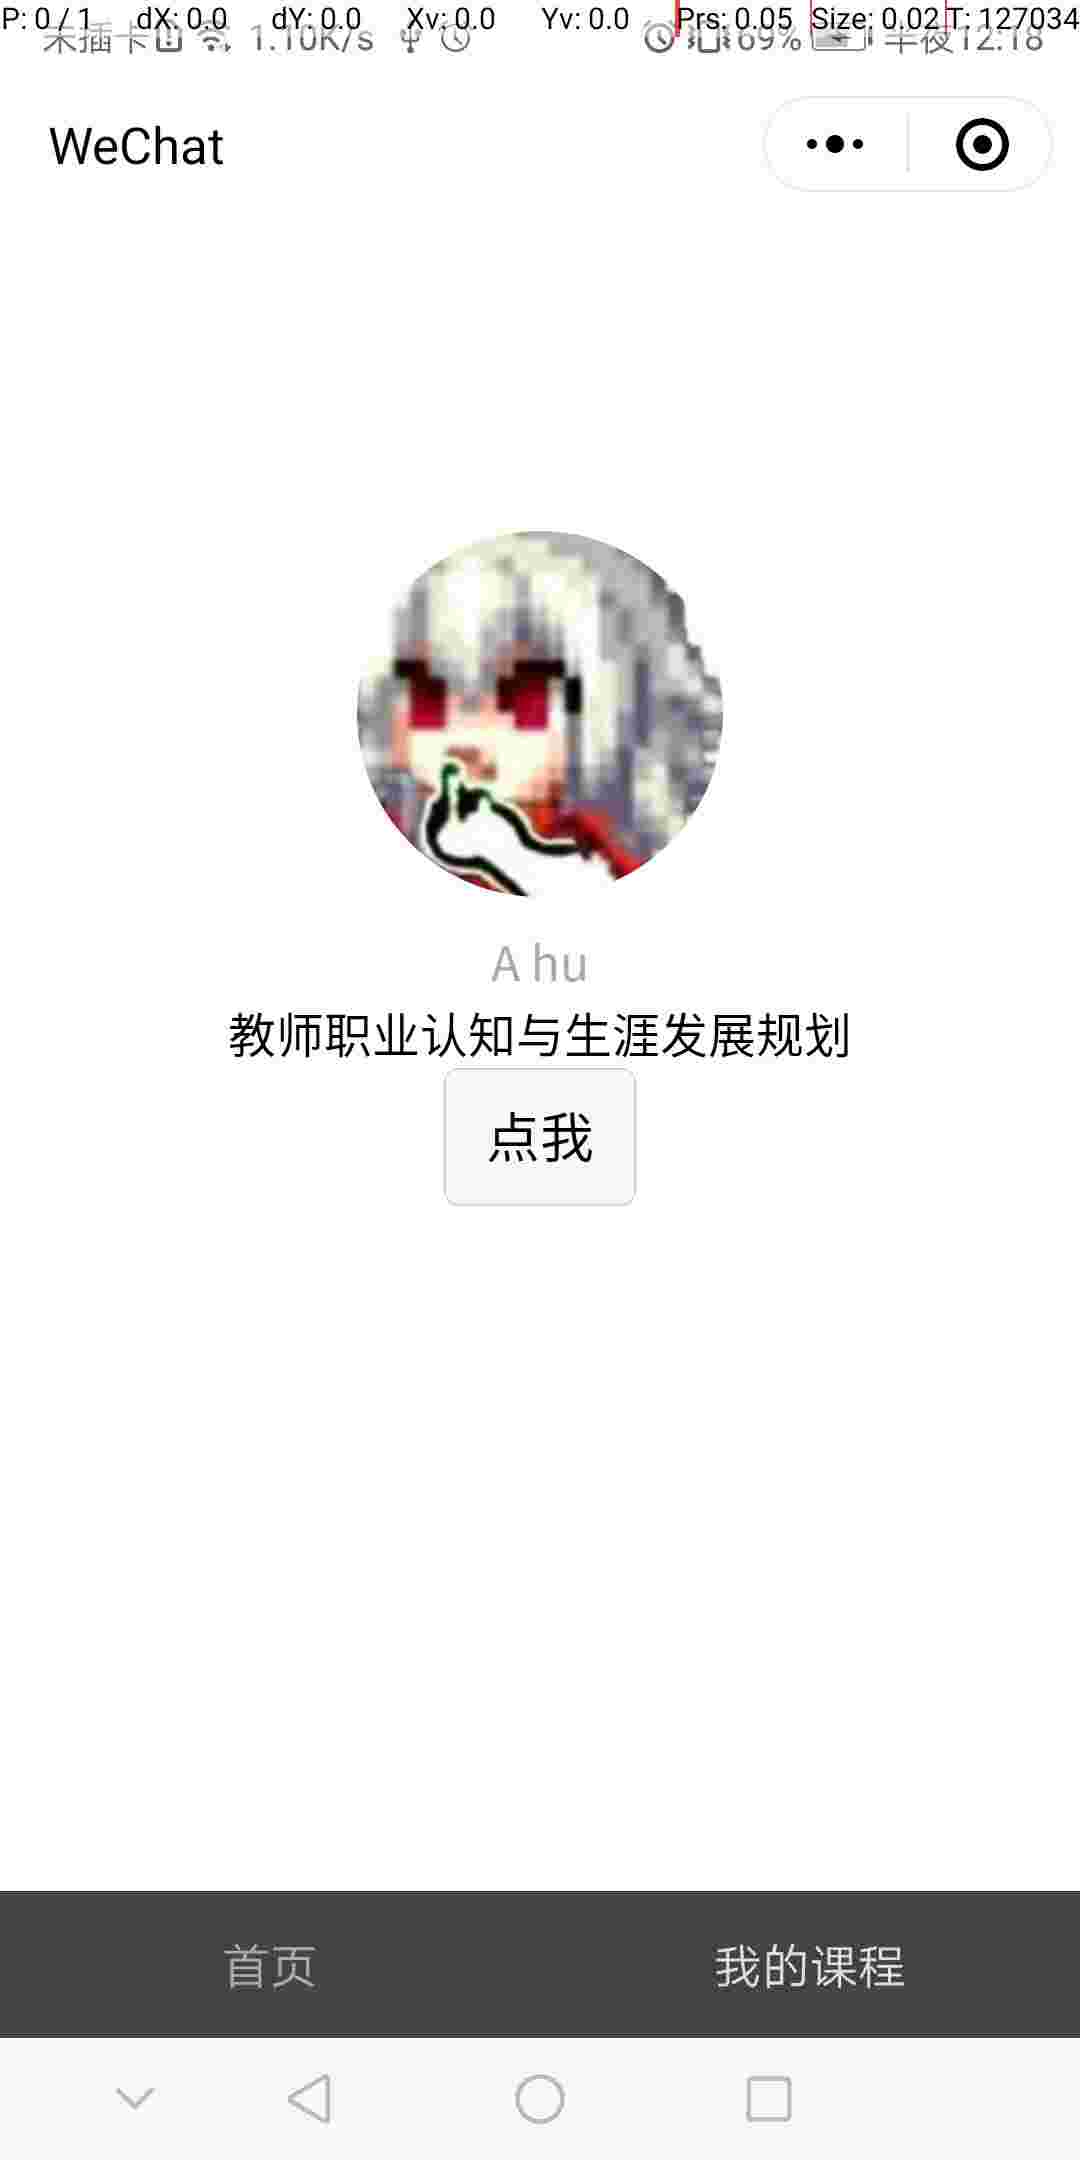 P: 0 / 1 dX: 0.0 dY: 0.0 Xv: 0.0 Yv: 0.0 Prs: 0.05 Size: 0.02 T: 127034
未插卡 1.10K/s 69% 半夜12:18
WeChat
A hu
教师职业认知与生涯发展规划
点我
首页 我的课程